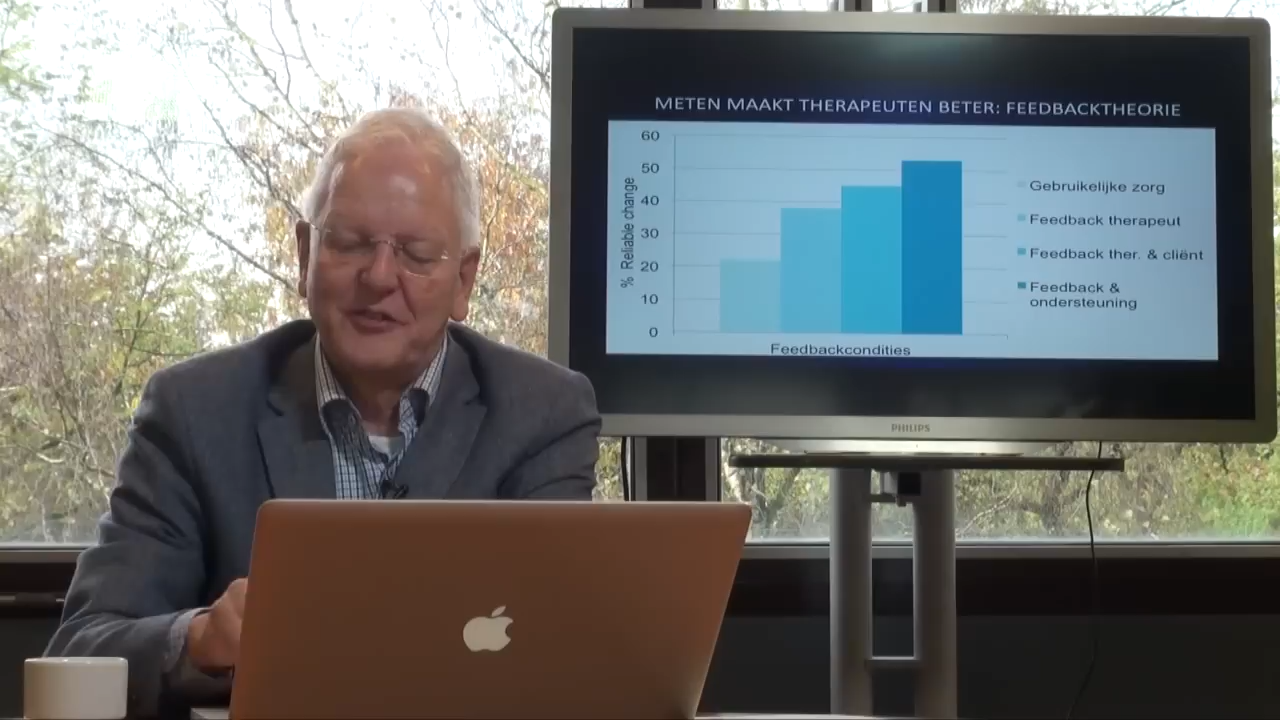 METEN MAAKT THERAPEUTEN BETER: FEEDBACKTHEORIE
60
50
40
30
20
10
0
% Reliable change
Feedbackcondities
Gebruikelijke zorg
Feedback therapeut
Feedback ther. & cliënt
Feedback &
ondersteuning
PHILIPS